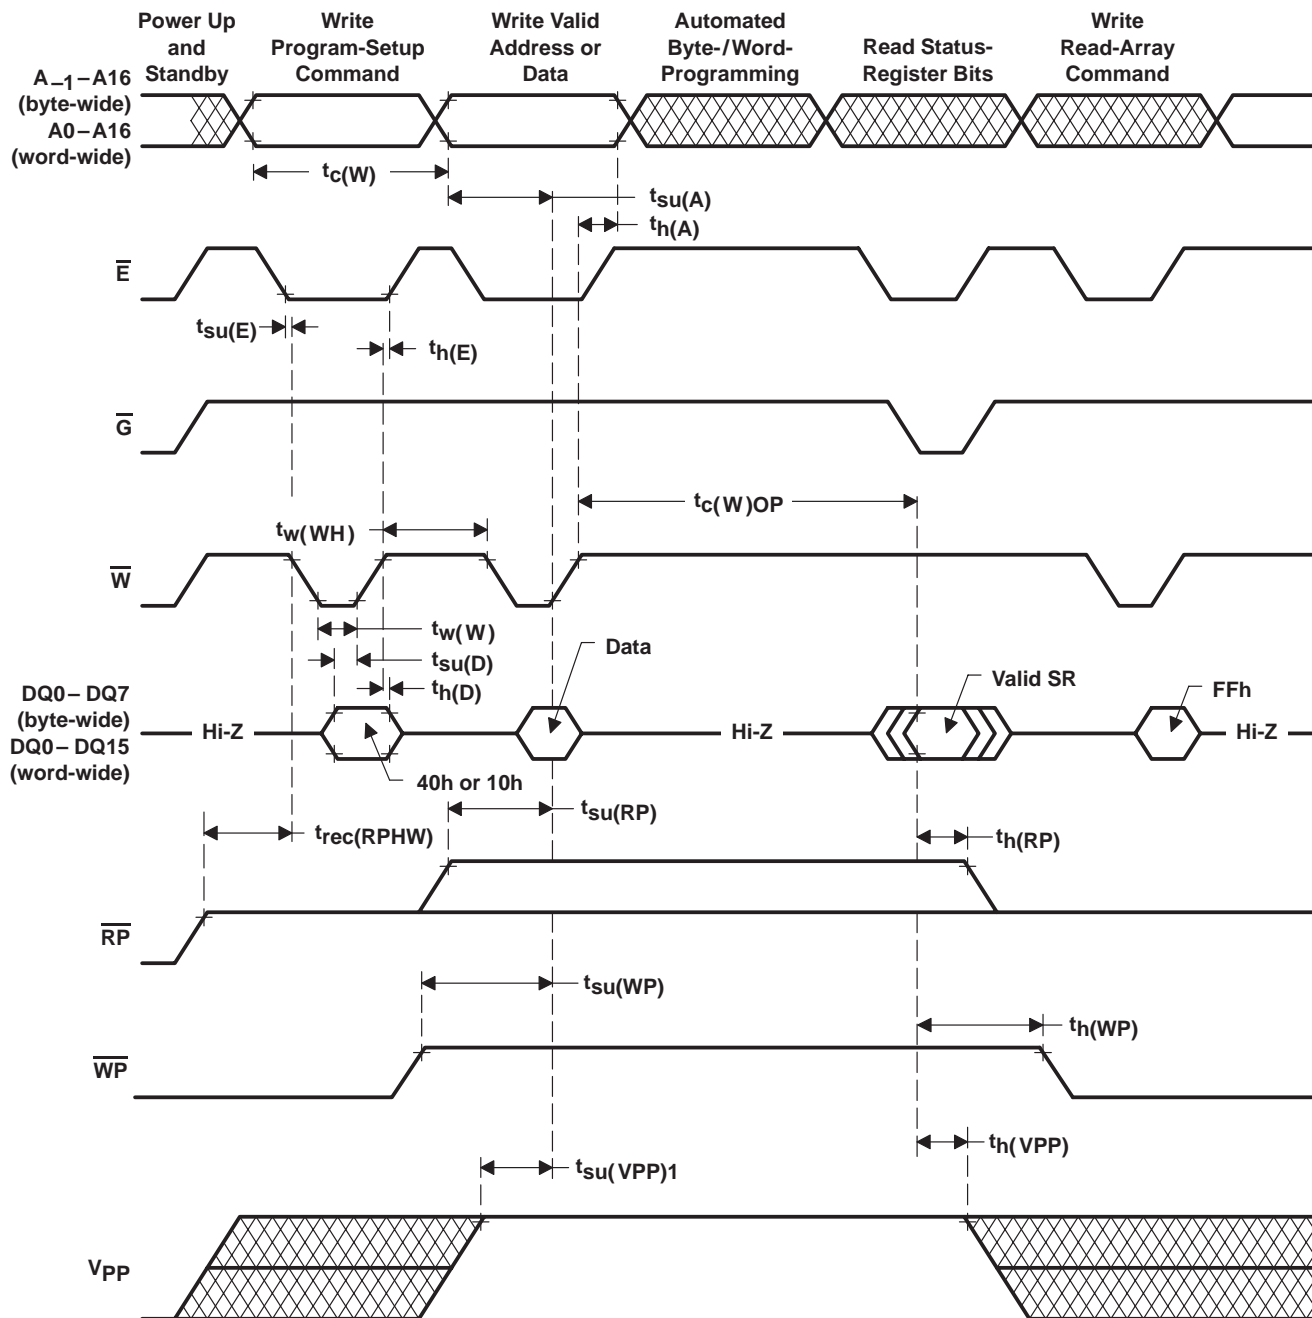 Power Up
and
Standby
Write
Program-Setup
Command
Write Valid
Address or
Data
Automated
Byte-/Word-
Programming
Read Status-
Register Bits
Write
Read-Array
Command
A–1–A16
(byte-wide)
A0–A16
(word-wide)
tc(W)
tsu(A)
th(A)
E
tsu(E)
th(E)
G
tc(W)OP
tw(WH)
W
tw(W)
tsu(D)
th(D)
Data
Valid SR
FFh
DQ0–DQ7
(byte-wide)
DQ0–DQ15
(word-wide)
Hi-Z
Hi-Z
Hi-Z
40h or 10h
tsu(RP)
trec(RPHW)
th(RP)
RP
tsu(WP)
th(WP)
WP
th(VPP)
tsu(VPP)1
VPP